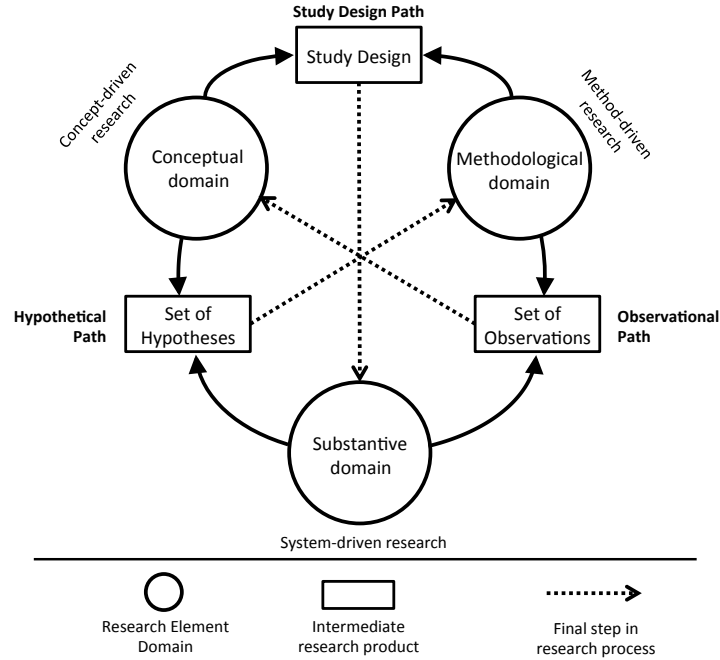 Study Design Path
Study Design
Concept-driven
research
Method-driven
research
Conceptual
domain
Methodological
domain
Hypothetical
Path
Set of
Hypotheses
Set of
Observations
Observational
Path
Substantive
domain
System-driven research
Research Element
Domain
Intermediate
research product
Final step in
research process